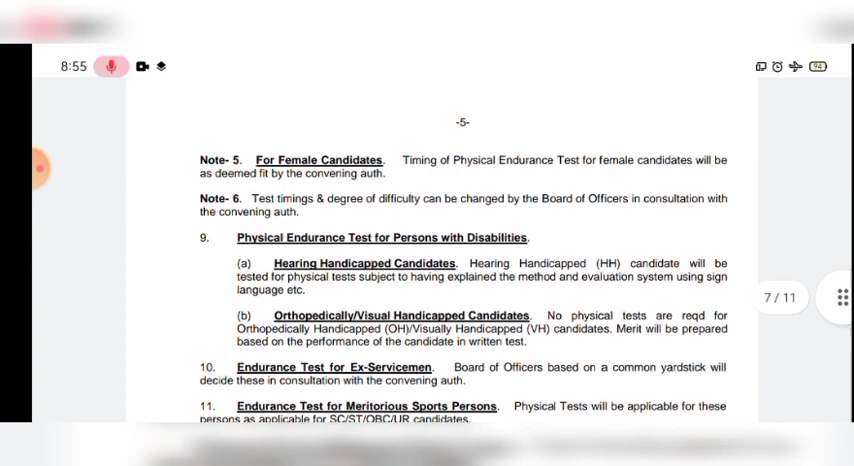 8:55
94
-5-
Note- 5. For Female Candidates. Timing of Physical Endurance Test for female candidates will be
as deemed fit by the convening auth.
Note- 6. Test timings & degree of difficulty can be changed by the Board of Officers in consultation with
the convening auth.
9. Physical Endurance Test for Persons with Disabilities.
(a) Hearing Handicapped Candidates. Hearing Handicapped (HH) candidate will be
tested for physical tests subject to having explained the method and evaluation system using sign
language etc.
7 / 11
(b) Orthopedically/Visual Handicapped Candidates. No physical tests are reqd for
Orthopedically Handicapped (OH)/Visually Handicapped (VH) candidates. Merit will be prepared
based on the performance of the candidate in written test.
10. Endurance Test for Ex-Servicemen. Board of Officers based on a common yardstick will
decide these in consultation with the convening auth.
11. Endurance Test for Meritorious Sports Persons. Physical Tests will be applicable for these
persons as applicable for SC/ST/OBC/UR candidates.